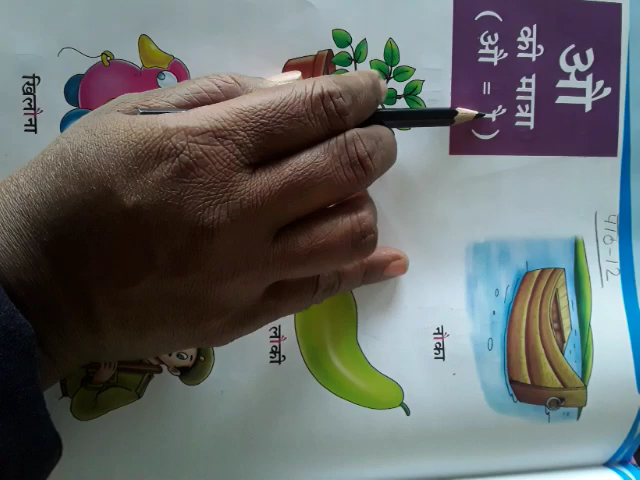 औ
की मात्रा
(औ = ौ)
पाठ-12
नौका
लौकी
खिलौना